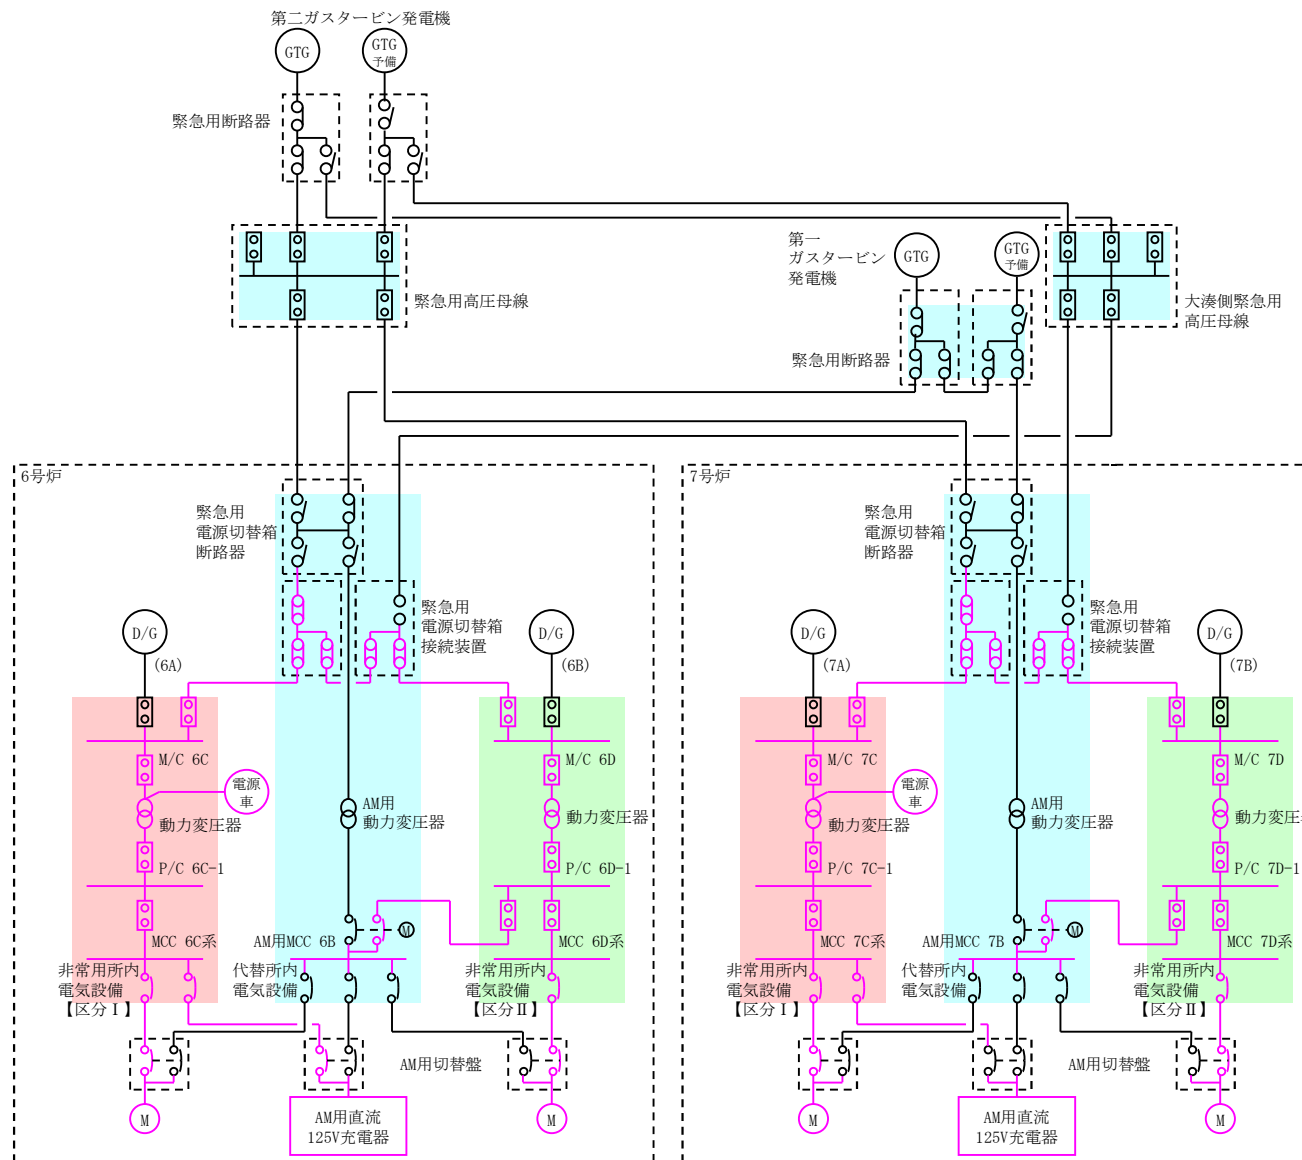 第二ガスタービン発電機
GTG
GTG
予備
緊急用断路器
緊急用高圧母線
第一
ガスタービン
発電機
GTG
GTG
予備
緊急用断路器
大湊側緊急用
高圧母線
6号炉
緊急用
電源切替箱
断路器
緊急用
電源切替箱
接続装置
D/G
(6A)
D/G
(6B)
M/C 6C
電源
車
動力変圧器
P/C 6C-1
MCC 6C系
非常用所内
電気設備
【区分Ⅰ】
AM用
動力変圧器
AM用MCC 6B
M
代替所内
電気設備
M/C 6D
動力変圧器
P/C 6D-1
MCC 6D系
非常用所内
電気設備
【区分Ⅱ】
AM用切替盤
M
AM用直流
125V充電器
M
7号炉
緊急用
電源切替箱
断路器
緊急用
電源切替箱
接続装置
D/G
(7A)
D/G
(7B)
M/C 7C
電源
車
動力変圧器
P/C 7C-1
MCC 7C系
非常用所内
電気設備
【区分Ⅰ】
AM用
動力変圧器
AM用MCC 7B
M
代替所内
電気設備
M/C 7D
動力変圧
P/C 7D-1
MCC 7D系
非常用所内
電気設備
【区分Ⅱ】
AM用切替盤
M
AM用直流
125V充電器
M